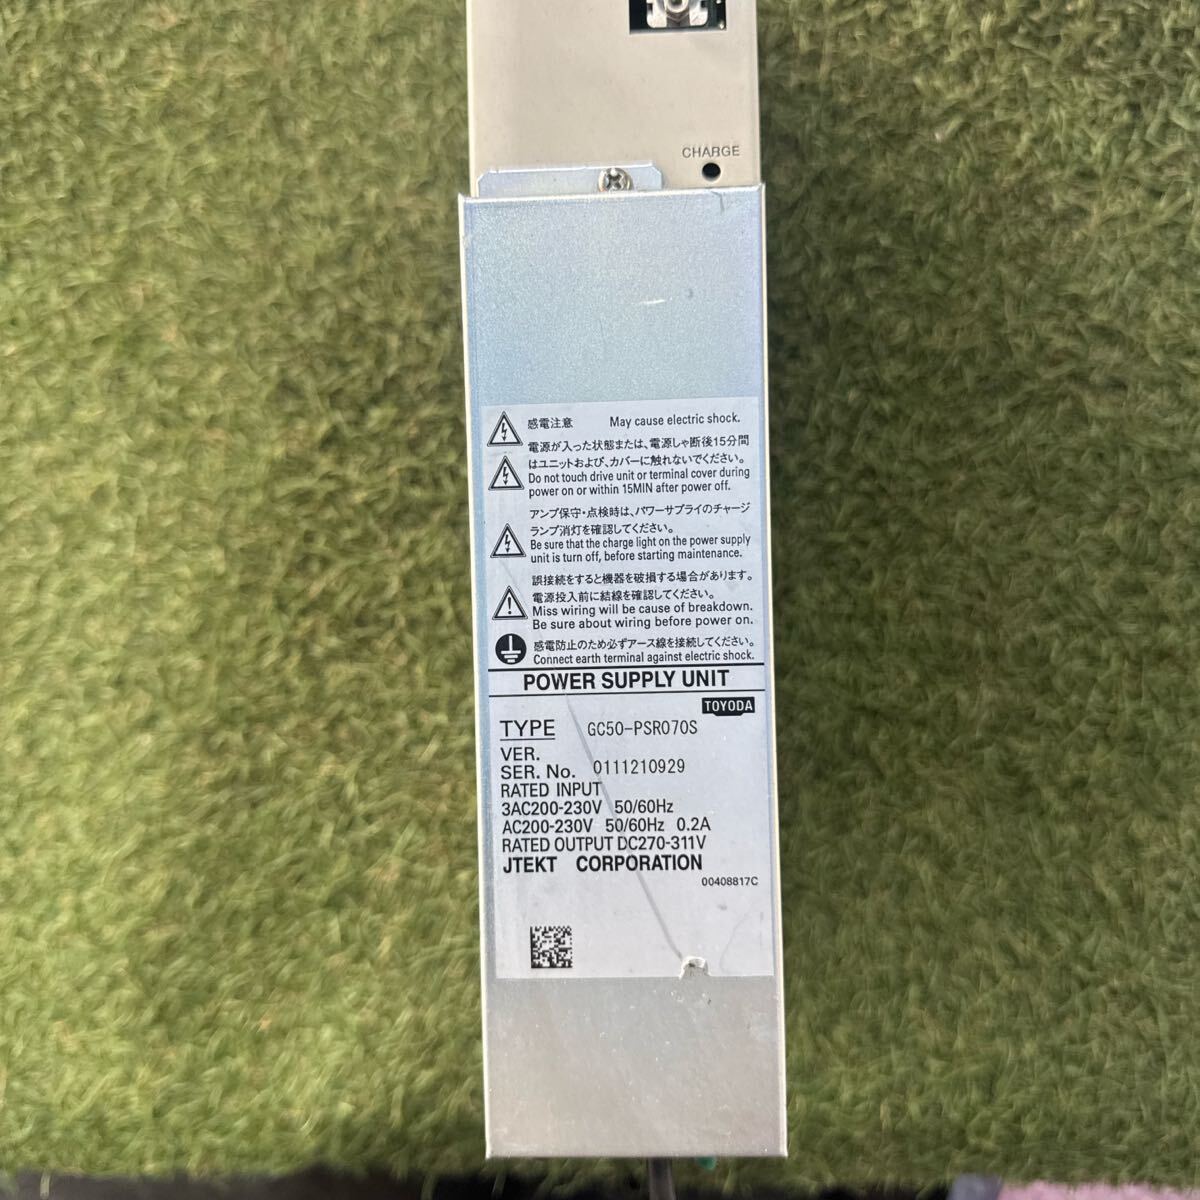 CHARGE
感電注意 May cause electric shock.
電源が入った状態または、電源しゃ断後15分間
はユニットおよび、カバーに触れないでください。
Do not touch drive unit or terminal cover during
power on or within 15MIN after power off.
アンプ保守・点検時は、パワーサプライのチャージ
ランプ消灯を確認してください。
Be sure that the charge light on the power supply
unit is turn off, before starting maintenance.
誤接続をすると機器を破損する場合があります。
電源投入前に結線を確認してください。
Miss wiring will be cause of breakdown.
Be sure about wiring before power on.
感電防止のため必ずアース線を接続してください。
Connect earth terminal against electric shock.
POWER SUPPLY UNIT
TOYODA
TYPE GC50-PSR070S
VER.
SER. No. 0111210929
RATED INPUT
3AC200-230V 50/60Hz
AC200-230V 50/60Hz 0.2A
RATED OUTPUT DC270-311V
JTEKT CORPORATION
00408817C